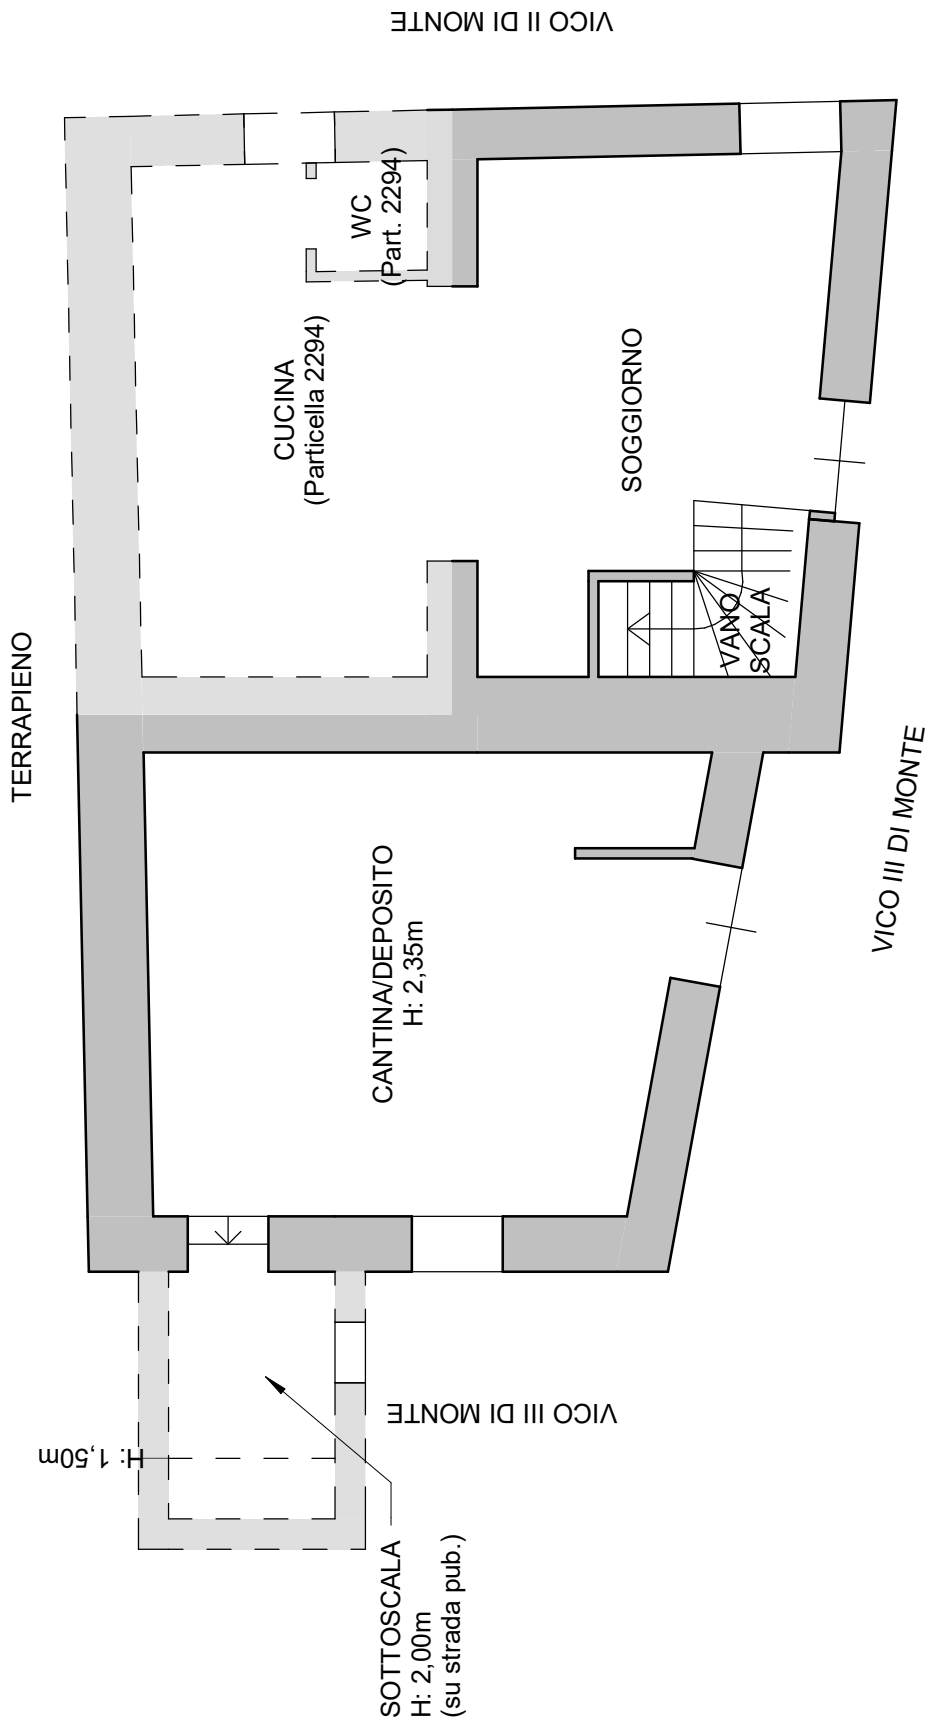 VICO II DI MONTE
WC
(Part. 2294)
CUCINA
(Particella 2294)
SOGGIORNO
VANO
SCALA
TERRAPIENO
CANTINA/DEPOSITO
H: 2,35m
VICO III DI MONTE
VICO III DI MONTE
H: 1,50m
SOTTOSCALA
H: 2,00m
(su strada pub.)